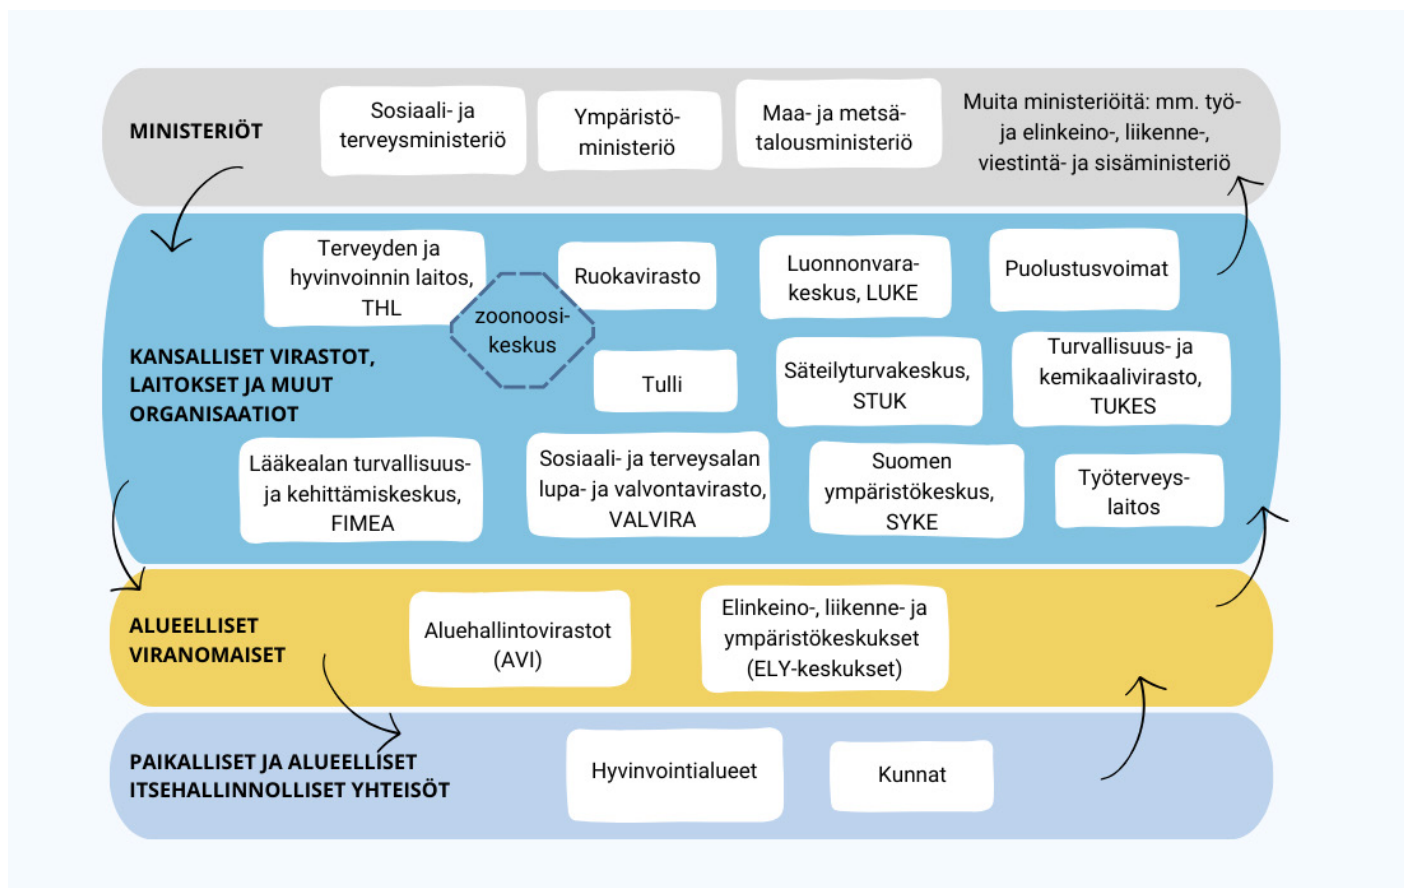 MINISTERIÖT
Sosiaali- ja
terveysministeriö
Ympäristö-
ministeriö
Maa- ja metsä-
talousministeriö
Muita ministeriöitä: mm. työ-
ja elinkeino-, liikenne-,
viestintä- ja sisäministeriö
KANSALLISET VIRASTOT,
LAITOKSET JA MUUT
ORGANISAATIOT
Terveyden ja
hyvinvoinnin laitos,
THL
zoonoosi-
keskus
Ruokavirasto
Luonnonvara-
keskus, LUKE
Puolustusvoimat
Tulli
Säteilyturvakeskus,
STUK
Turvallisuus- ja
kemikaalivirasto,
TUKES
Lääkealan turvallisuus-
ja kehittämiskeskus,
FIMEA
Sosiaali- ja terveysalan
lupa- ja valvontavirasto,
VALVIRA
Suomen
ympäristökeskus,
SYKE
Työterveys-
laitos
ALUEELLISET
VIRANOMAISET
Aluehallintovirastot
(AVI)
Elinkeino-, liikenne- ja
ympäristökeskukset
(ELY-keskukset)
PAIKALLISET JA ALUEELLISET
ITSEHALLINNOLLISET YHTEISÖT
Hyvinvointialueet
Kunnat